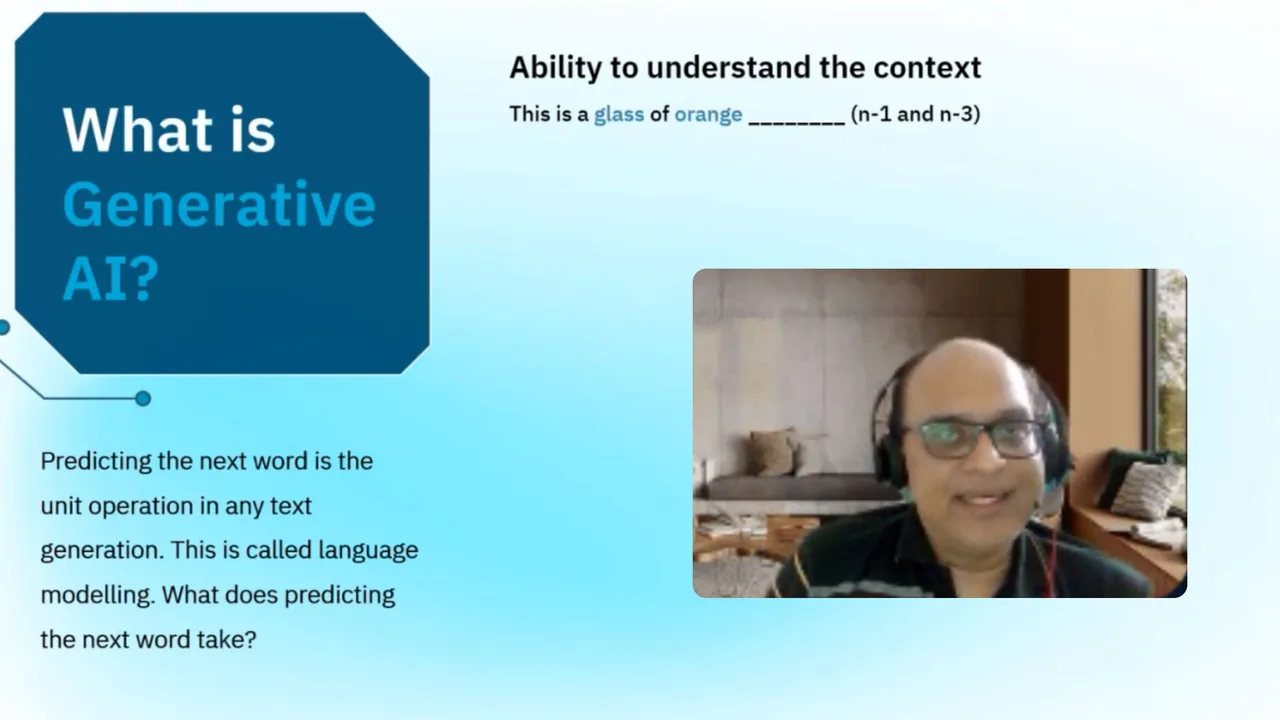 What is
Generative
AI?
Predicting the next word is the
unit operation in any text
generation. This is called language
modelling. What does predicting
the next word take?
Ability to understand the context
This is a glass of orange ________ (n-1 and n-3)